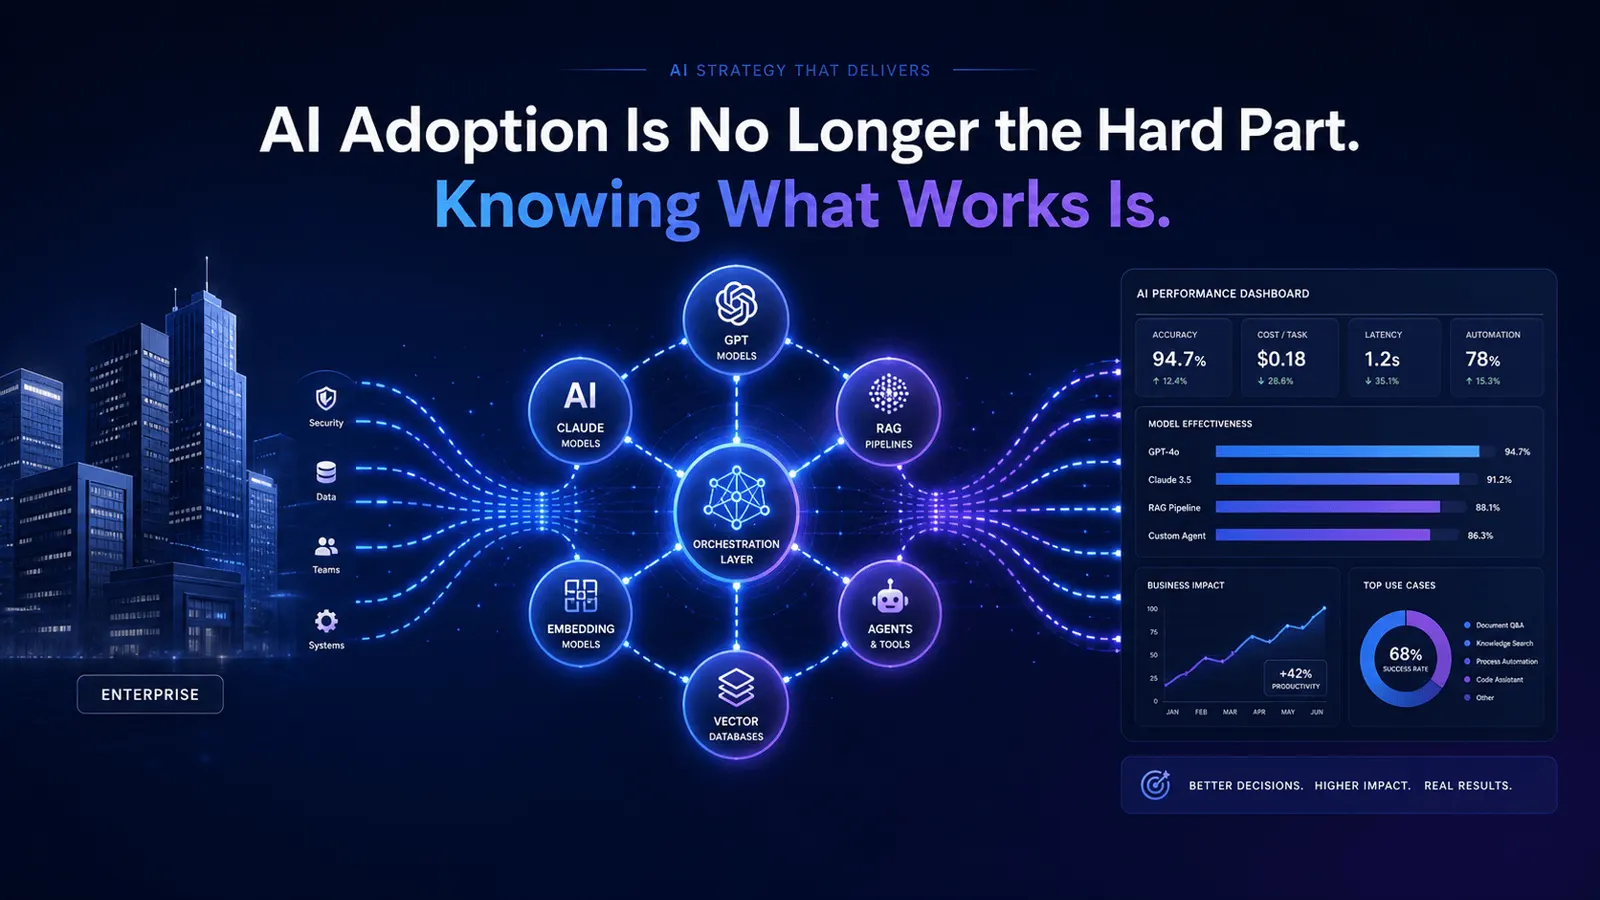 AI STRATEGY THAT DELIVERS
AI Adoption Is No Longer the Hard Part.
Knowing What Works Is.
Security
Data
Teams
Systems
ENTERPRISE
GPT
MODELS
AI
CLAUDE
MODELS
RAG
PIPELINES
ORCHESTRATION
LAYER
EMBEDDING
MODELS
AGENTS
& TOOLS
VECTOR
DATABASES
AI PERFORMANCE DASHBOARD
ACCURACY
94.7%
↑ 12.4%
COST / TASK
$0.18
↓ 28.6%
LATENCY
1.2s
↓ 35.1%
AUTOMATION
78%
↑ 15.3%
MODEL EFFECTIVENESS
GPT-4o 94.7%
Claude 3.5 91.2%
RAG Pipeline 88.1%
Custom Agent 86.3%
BUSINESS IMPACT
100
75
50
25
0
JAN FEB MAR APR MAY JUN
+42%
PRODUCTIVITY
TOP USE CASES
68%
SUCCESS RATE
Document Q&A
Knowledge Search
Process Automation
Code Assistant
Other
BETTER DECISIONS. HIGHER IMPACT. REAL RESULTS.